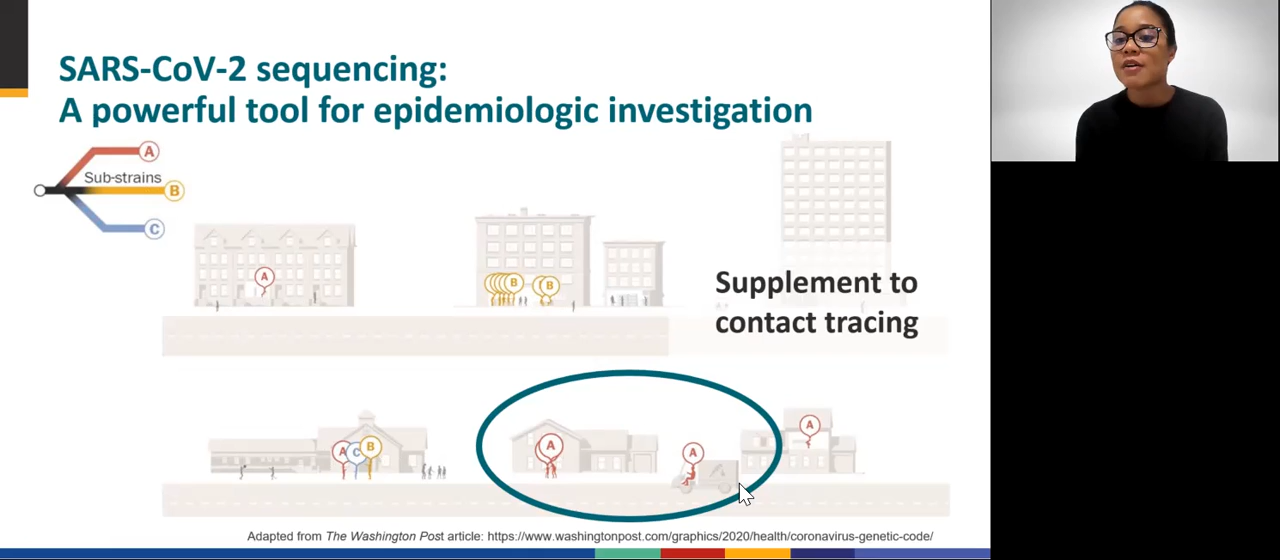 SARS-CoV-2 sequencing:
A powerful tool for epidemiologic investigation
A
Sub-strains
B
C
A
B
B
Supplement to
contact tracing
A
C
B
A
A
A
Adapted from The Washington Post article: https://www.washingtonpost.com/graphics/2020/health/coronavirus-genetic-code/